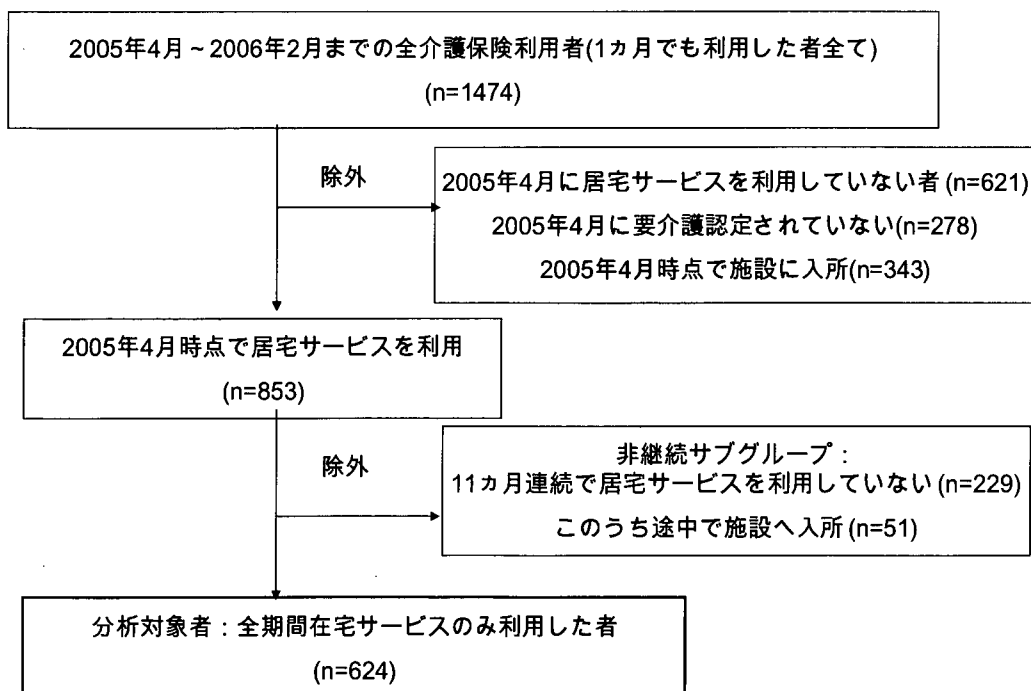 2005年4月～2006年2月までの全介護保険利用者(1ヵ月でも利用した者全て)
(n=1474)
除外
2005年4月に居宅サービスを利用していない者 (n=621)
2005年4月に要介護認定されていない(n=278)
2005年4月時点で施設に入所(n=343)
2005年4月時点で居宅サービスを利用
(n=853)
除外
非継続サブグループ：
11ヵ月連続で居宅サービスを利用していない (n=229)
このうち途中で施設へ入所 (n=51)
分析対象者：全期間在宅サービスのみ利用した者
(n=624)